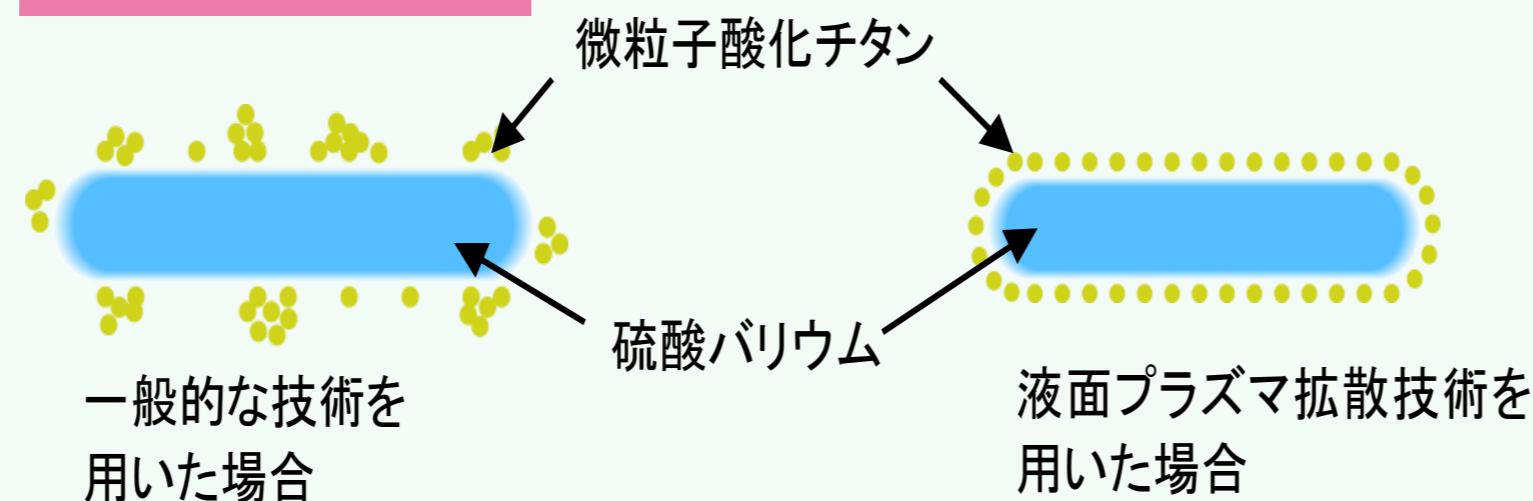 微粒子酸化チタン
硫酸バリウム
一般的な技術を
用いた場合
液面プラズマ拡散技術を
用いた場合